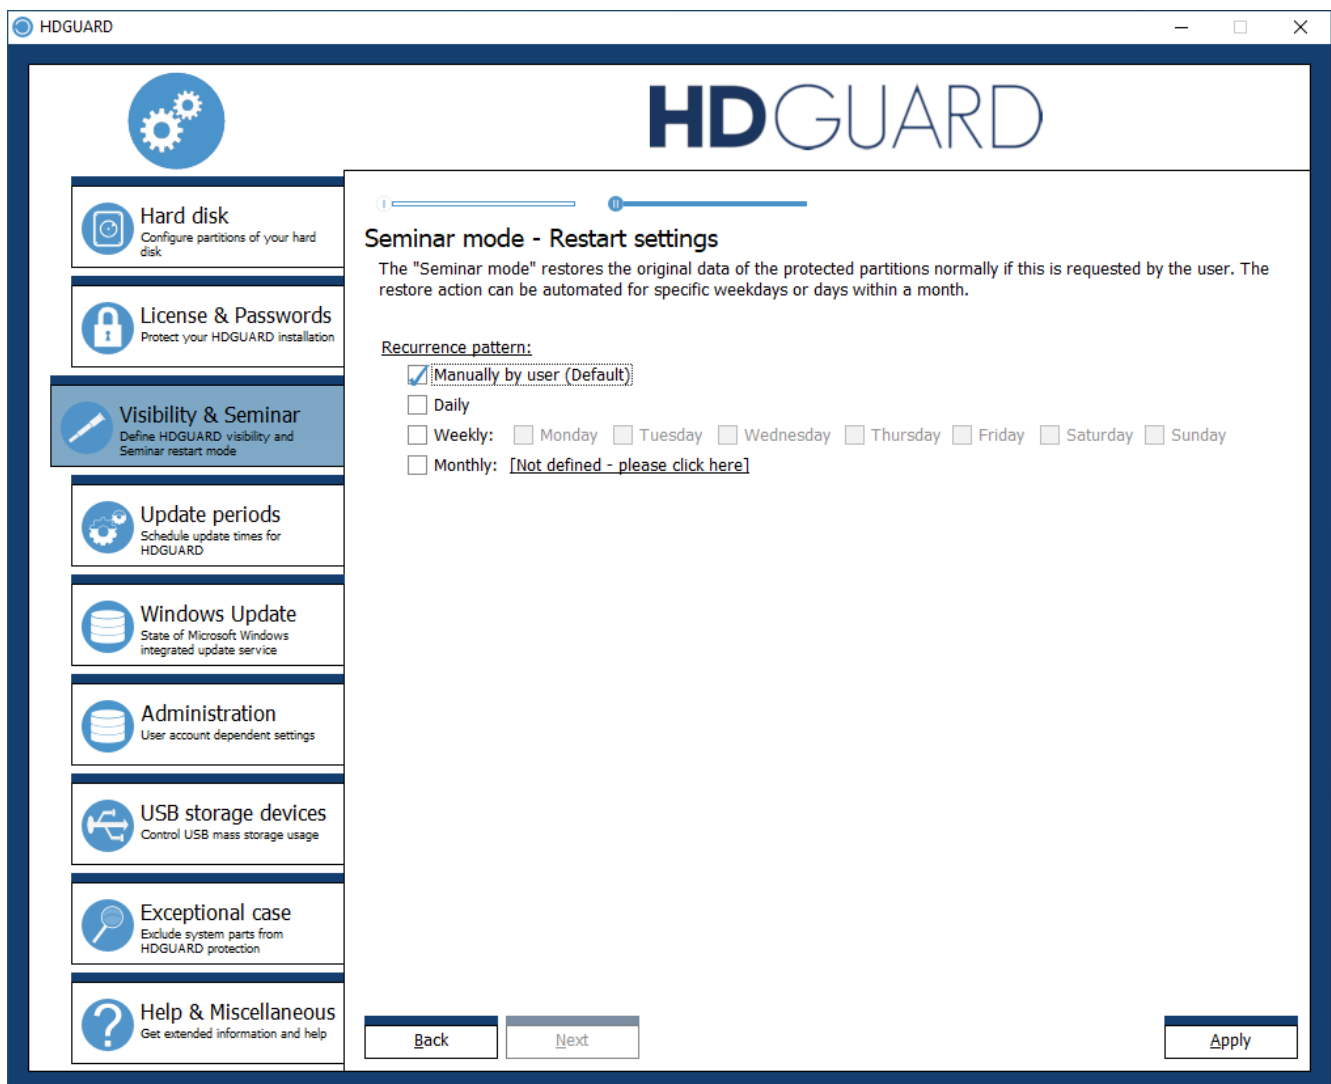 HDGUARD
HDGUARD
Hard disk
Configure partitions of your hard
disk
License & Passwords
Protect your HDGUARD installation
Visibility & Seminar
Define HDGUARD visibility and
Seminar restart mode
Update periods
Schedule update times for
HDGUARD
Windows Update
State of Microsoft Windows
integrated update service
Administration
User account dependent settings
USB storage devices
Control USB mass storage usage
Exceptional case
Exclude system parts from
HDGUARD protection
Help & Miscellaneous
Get extended information and help
I II
Seminar mode - Restart settings
The "Seminar mode" restores the original data of the protected partitions normally if this is requested by the user. The
restore action can be automated for specific weekdays or days within a month.
Recurrence pattern:
Manually by user (Default)
Daily
Weekly: Monday Tuesday Wednesday Thursday Friday Saturday Sunday
Monthly: [Not defined - please click here]
Back Next Apply